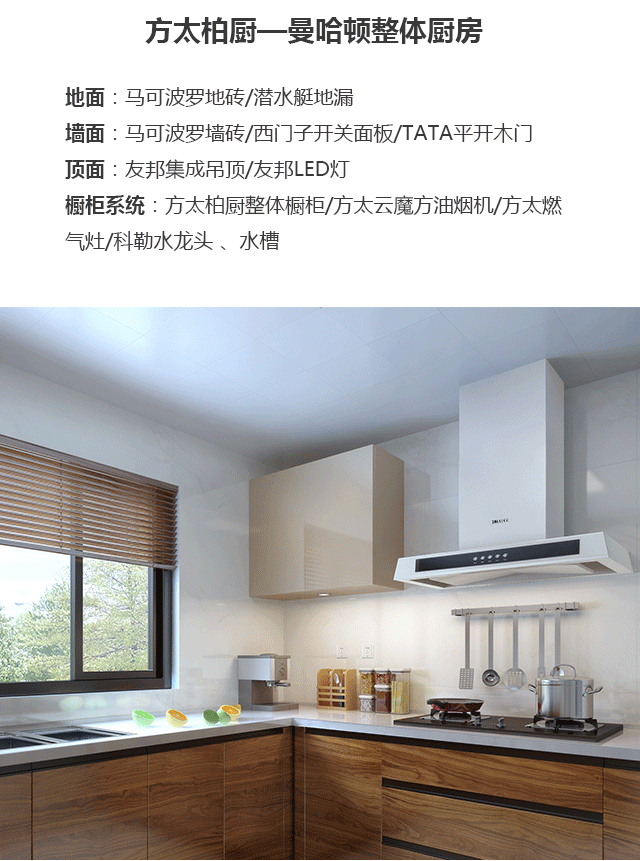 方太柏厨—曼哈顿整体厨房
地面：马可波罗地砖/潜水艇地漏
墙面：马可波罗墙砖/西门子开关面板/TATA平开木门
顶面：友邦集成吊顶/友邦LED灯
橱柜系统：方太柏厨整体橱柜/方太云魔方油烟机/方太燃
气灶/科勒水龙头 、水槽